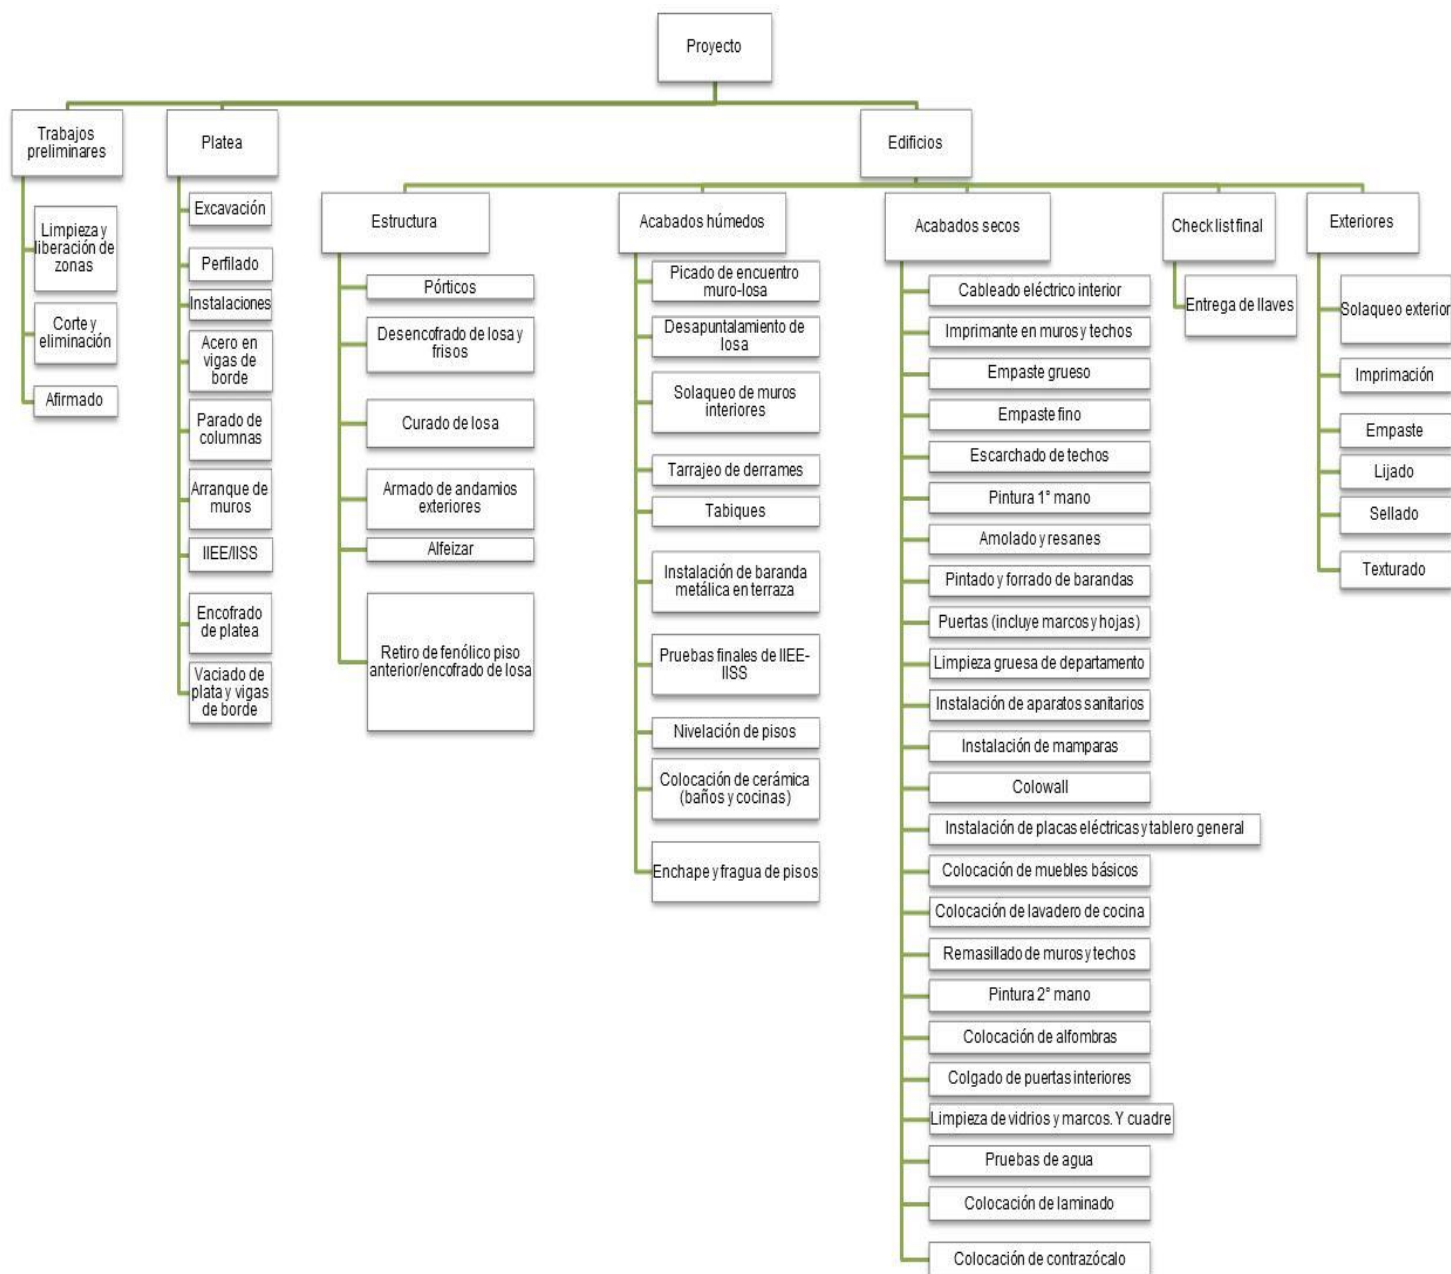 Proyecto
Trabajos
preliminares
Limpieza y
liberación de
zonas
Corte y
eliminación
Afirmado
Platea
Excavación
Perfilado
Instalaciones
Acero en
vigas de
borde
Parado de
columnas
Arranque de
muros
IIEE/IISS
Encofrado
de platea
Vaciado de
plata y vigas
de borde
Edificios
Estructura
Pórticos
Desencofrado de losa y
frisos
Curado de losa
Armado de andamios
exteriores
Alfeizar
Retiro de fenólico piso
anterior/encofrado de losa
Acabados húmedos
Picado de encuentro
muro-losa
Desapuntalamiento de
losa
Solaqueo de muros
interiores
Tarrajeo de derrames
Tabiques
Instalación de baranda
metálica en terraza
Pruebas finales de IIEE-
IISS
Nivelación de pisos
Colocación de cerámica
(baños y cocinas)
Enchape y fragua de pisos
Acabados secos
Cableado eléctrico interior
Imprimante en muros y techos
Empaste grueso
Empaste fino
Escarchado de techos
Pintura 1° mano
Amolado y resanes
Pintado y forrado de barandas
Puertas (incluye marcos y hojas)
Limpieza gruesa de departamento
Instalación de aparatos sanitarios
Instalación de mamparas
Colowall
Instalación de placas eléctricas y tablero general
Colocación de muebles básicos
Colocación de lavadero de cocina
Remasillado de muros y techos
Pintura 2° mano
Colocación de alfombras
Colgado de puertas interiores
Limpieza de vidrios y marcos. Y cuadre
Pruebas de agua
Colocación de laminado
Colocación de contrazócalo
Check list final
Entrega de llaves
Exteriores
Solaqueo exterior
Imprimación
Empaste
Lijado
Sellado
Texturado